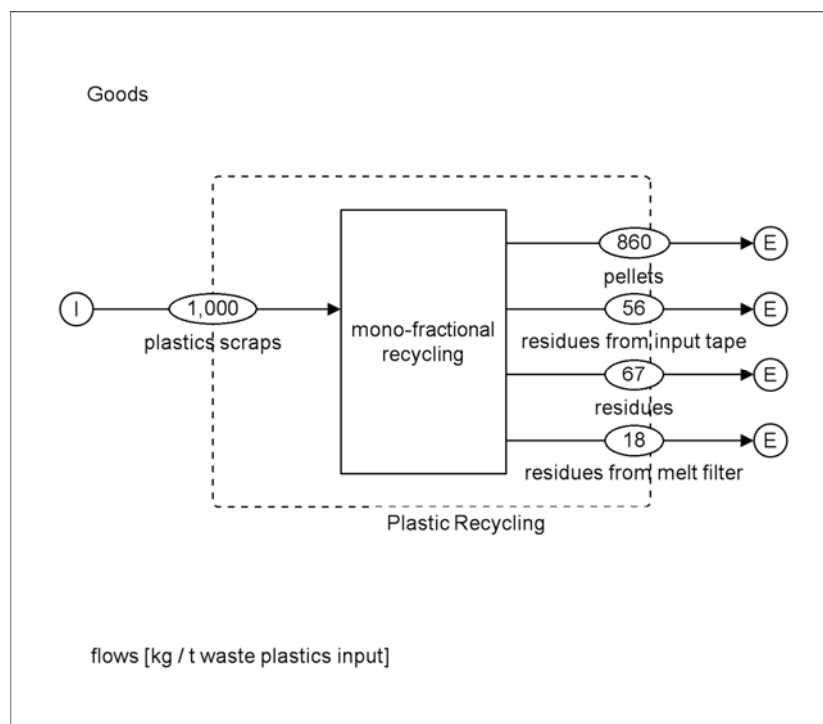 Goods
860
pellets
I
1,000
plastics scraps
mono-fractional
recycling
E
56
residues from input tape
E
67
residues
E
18
residues from melt filter
E
Plastic Recycling
flows [kg / t waste plastics input]